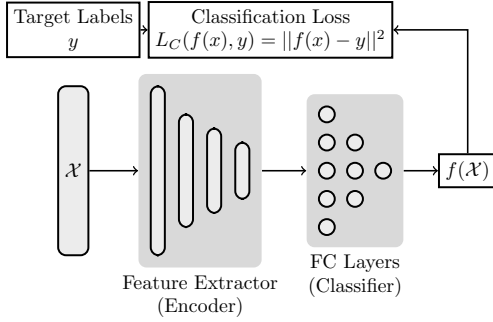 Target Labels
y
Classification Loss
L_C(f(x), y) = ||f(x) − y||²
𝒳
f(𝒳)
Feature Extractor
(Encoder)
FC Layers
(Classifier)